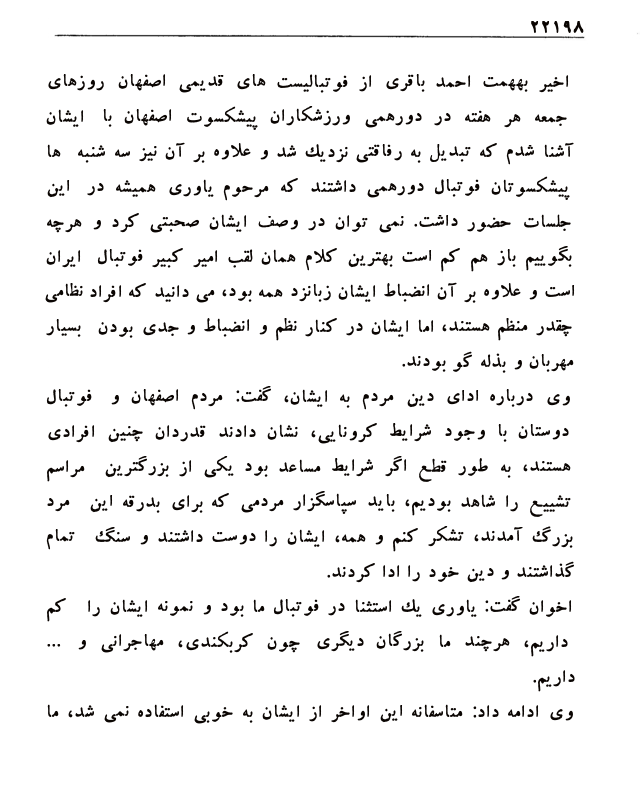 ۲۲۱۹۸
اخیر بههمت احمد باقری از فوتبالیست های قدیمی اصفهان روزهای
جمعه هر هفته در دورهمی ورزشکاران پیشکسوت اصفهان با ایشان
آشنا شدم که تبدیل به رفاقتی نزدیك شد و علاوه بر آن نیز سه شنبه ها
پیشکسوتان فوتبال دورهمی داشتند که مرحوم یاوری همیشه در این
جلسات حضور داشت. نمی توان در وصف ایشان صحبتی کرد و هرچه
بگوییم باز هم کم است بهترین کلام همان لقب امیر کبیر فوتبال ایران
است و علاوه بر آن انضباط ایشان زبانزد همه بود، می دانید که افراد نظامی
چقدر منظم هستند، اما ایشان در کنار نظم و انضباط و جدی بودن بسیار
مهربان و بذله گو بودند.
وی درباره ادای دین مردم به ایشان، گفت: مردم اصفهان و فوتبال
دوستان با وجود شرایط کرونایی، نشان دادند قدردان چنین افرادی
هستند، به طور قطع اگر شرایط مساعد بود یکی از بزرگترین مراسم
تشییع را شاهد بودیم، باید سپاسگزار مردمی که برای بدرقه این مرد
بزرگ آمدند، تشکر کنم و همه، ایشان را دوست داشتند و سنگ تمام
گذاشتند و دین خود را ادا کردند.
اخوان گفت: یاوری یك استثنا در فوتبال ما بود و نمونه ایشان را کم
داریم، هرچند ما بزرگان دیگری چون کربکندی، مهاجرانی و ...
داریم.
وی ادامه داد: متاسفانه این اواخر از ایشان به خوبی استفاده نمی شد، ما